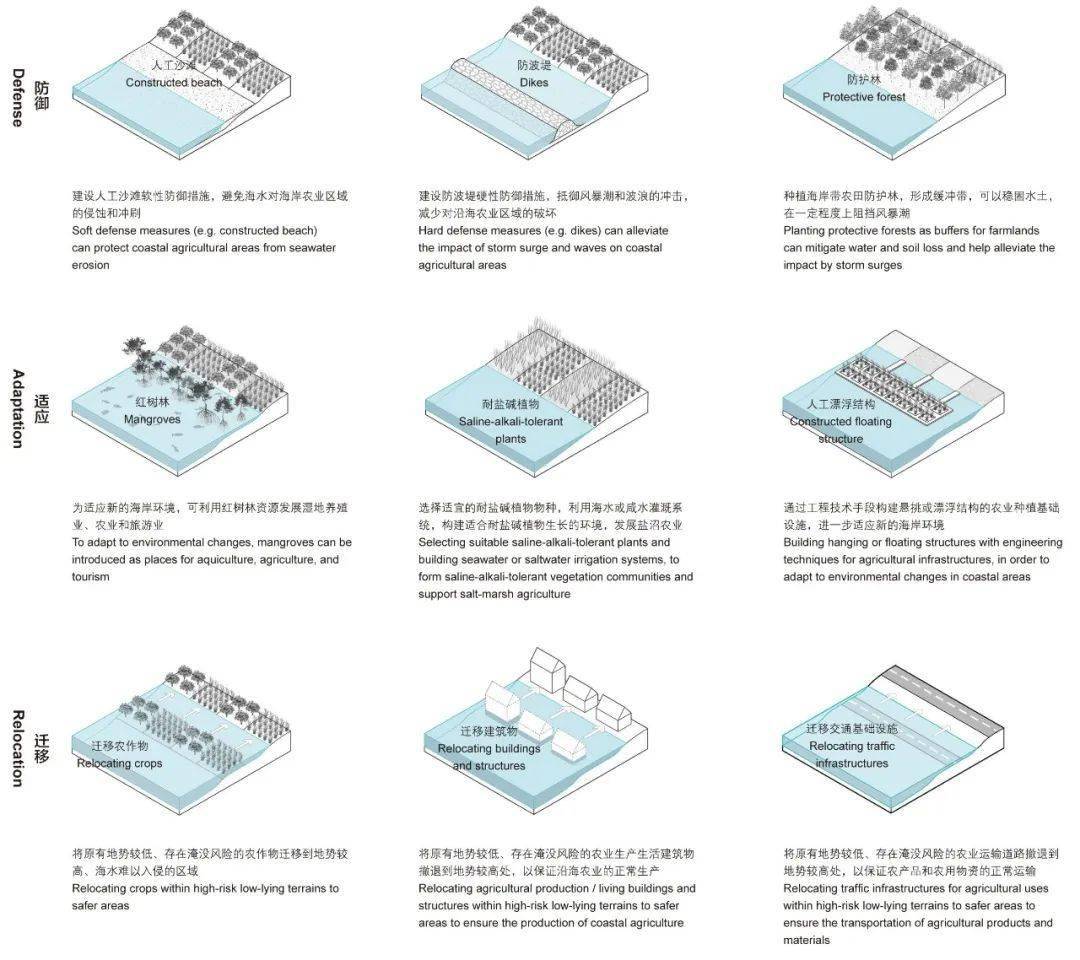 防御
Defense
人工沙滩
Constructed beach
建设人工沙滩软性防御措施，避免海水对海岸农业区域
的侵蚀和冲刷
Soft defense measures (e.g. constructed beach)
can protect coastal agricultural areas from seawater
erosion
防波堤
Dikes
建设防波堤硬性防御措施，抵御风暴潮和波浪的冲击，
减少对沿海农业区域的破坏
Hard defense measures (e.g. dikes) can alleviate
the impact of storm surge and waves on coastal
agricultural areas
防护林
Protective forest
种植海岸带农田防护林，形成缓冲带，可以稳固水土，
在一定程度上阻挡风暴潮
Planting protective forests as buffers for farmlands
can mitigate water and soil loss and help alleviate the
impact by storm surges
适应
Adaptation
红树林
Mangroves
为适应新的海岸环境，可利用红树林资源发展湿地养殖
业、农业和旅游业
To adapt to environmental changes, mangroves can be
introduced as places for aquiculture, agriculture, and
tourism
耐盐碱植物
Saline-alkali-tolerant
plants
选择适宜的耐盐碱植物物种，利用海水或咸水灌溉系
统，构建适合耐盐碱植物生长的环境，发展盐沼农业
Selecting suitable saline-alkali-tolerant plants and
building seawater or saltwater irrigation systems, to
form saline-alkali-tolerant vegetation communities and
support salt-marsh agriculture
人工漂浮结构
Constructed floating
structure
通过工程技术手段构建悬挑或漂浮结构的农业种植基础
设施，进一步适应新的海岸环境
Building hanging or floating structures with engineering
techniques for agricultural infrastructures, in order to
adapt to environmental changes in coastal areas
迁移
Relocation
迁移农作物
Relocating crops
将原有地势较低、存在淹没风险的农作物迁移到地势较
高、海水难以入侵的区域
Relocating crops within high-risk low-lying terrains to
safer areas
迁移建筑物
Relocating buildings
and structures
将原有地势较低、存在淹没风险的农业生产生活建筑物
撤退到地势较高处，以保证沿海农业的正常生产
Relocating agricultural production / living buildings and
structures within high-risk low-lying terrains to safer
areas to ensure the production of coastal agriculture
迁移交通基础设施
Relocating traffic
infrastructures
将原有地势较低、存在淹没风险的农业运输道路撤退到
地势较高处，以保证农产品和农用物资的正常运输
Relocating traffic infrastructures for agricultural uses
within high-risk low-lying terrains to safer areas to
ensure the transportation of agricultural products and
materials